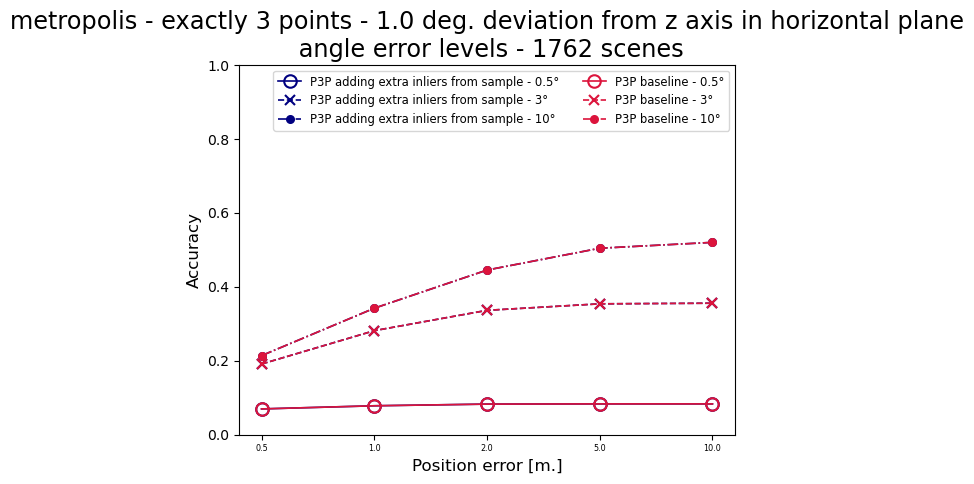 metropolis - exactly 3 points - 1.0 deg. deviation from z axis in horizontal plane
angle error levels - 1762 scenes
P3P adding extra inliers from sample - 0.5°
P3P adding extra inliers from sample - 3°
P3P adding extra inliers from sample - 10°
P3P baseline - 0.5°
P3P baseline - 3°
P3P baseline - 10°
Accuracy
1.0
0.8
0.6
0.4
0.2
0.0
0.5 1.0 2.0 5.0 10.0
Position error [m.]